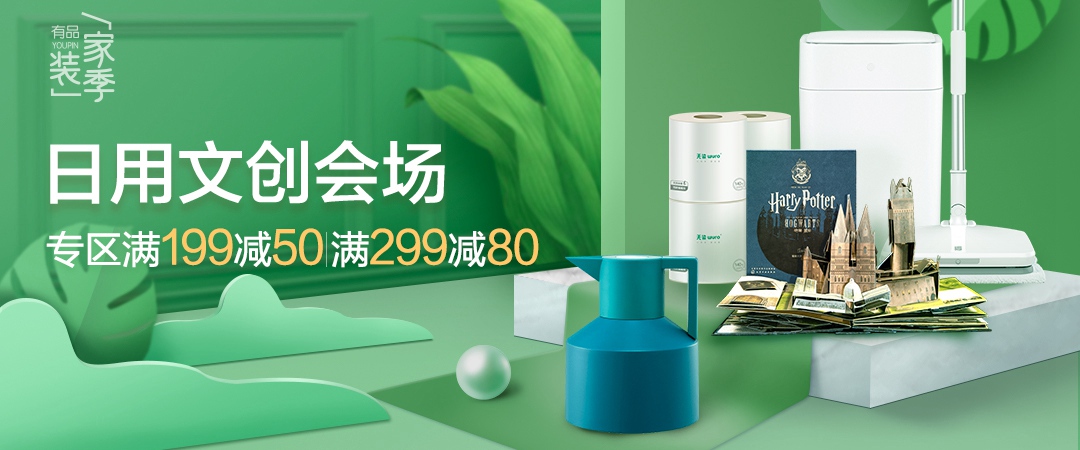 有品
YOUPIN
「家季
装」
日用文创会场
专区满199减50|满299减80
Harry Potter
HOGWARTS